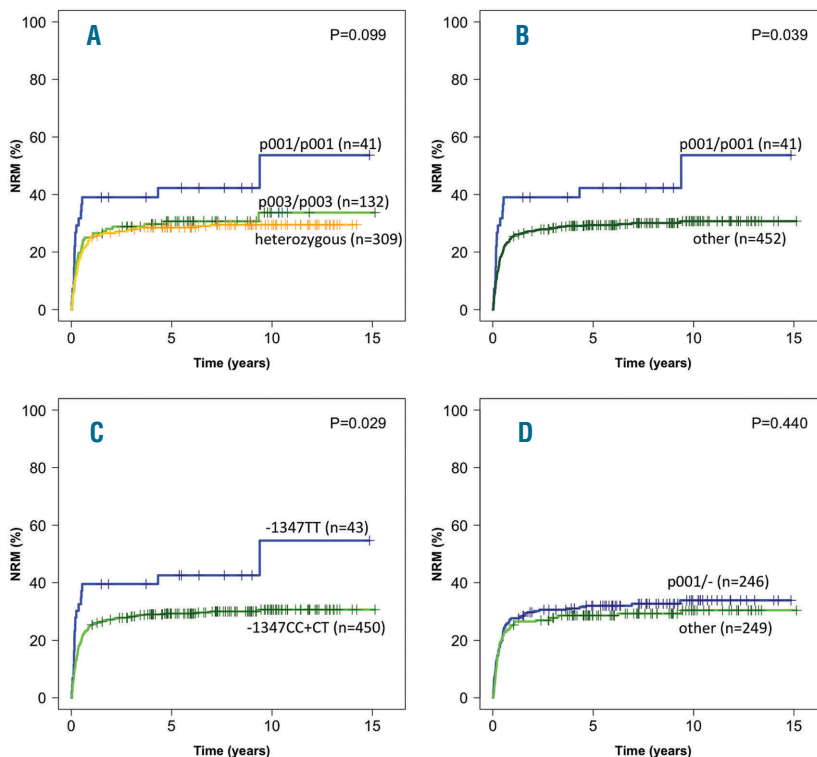 A
P=0.099
100
80
60
40
20
0
NRM (%)
p001/p001 (n=41)
p003/p003 (n=132)
heterozygous (n=309)
0 5 10 15
Time (years)
B
P=0.039
100
80
60
40
20
0
NRM (%)
p001/p001 (n=41)
other (n=452)
0 5 10 15
Time (years)
C
P=0.029
100
80
60
40
20
0
NRM (%)
-1347TT (n=43)
-1347CC+CT (n=450)
0 5 10 15
Time (years)
D
P=0.440
100
80
60
40
20
0
NRM (%)
p001/- (n=246)
other (n=249)
0 5 10 15
Time (years)